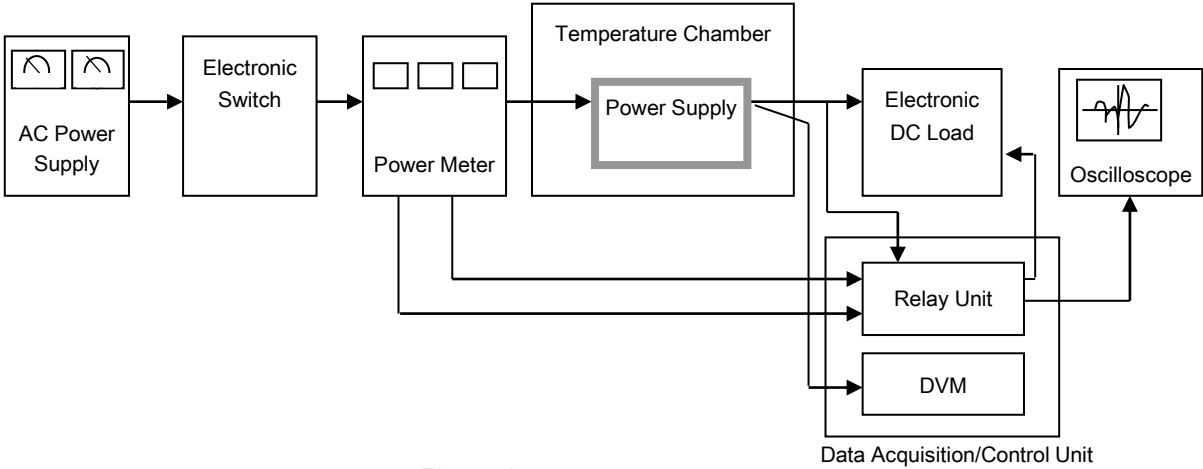 Temperature Chamber
Electronic
Switch
Power Supply
Electronic
DC Load
AC Power
Supply
Power Meter
Oscilloscope
Relay Unit
DVM
Data Acquisition/Control Unit